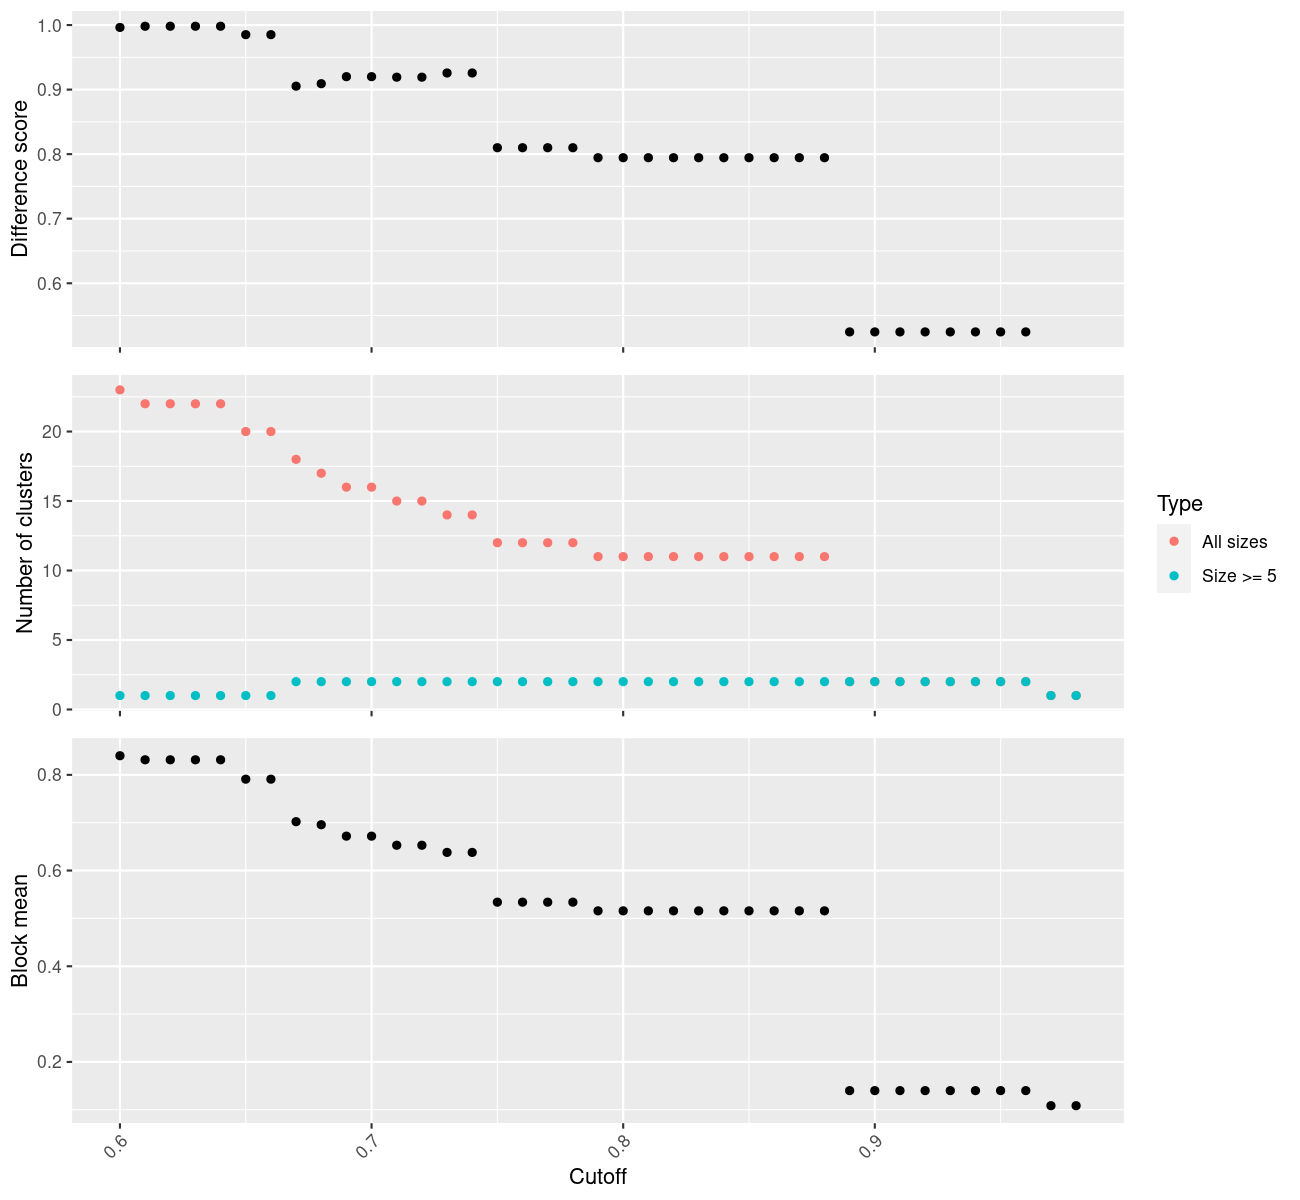 Difference score
1.0
0.9
0.8
0.7
0.6
Number of clusters
20
15
10
5
0
Type
All sizes
Size >= 5
Block mean
0.8
0.6
0.4
0.2
0.6 0.7 0.8 0.9
Cutoff